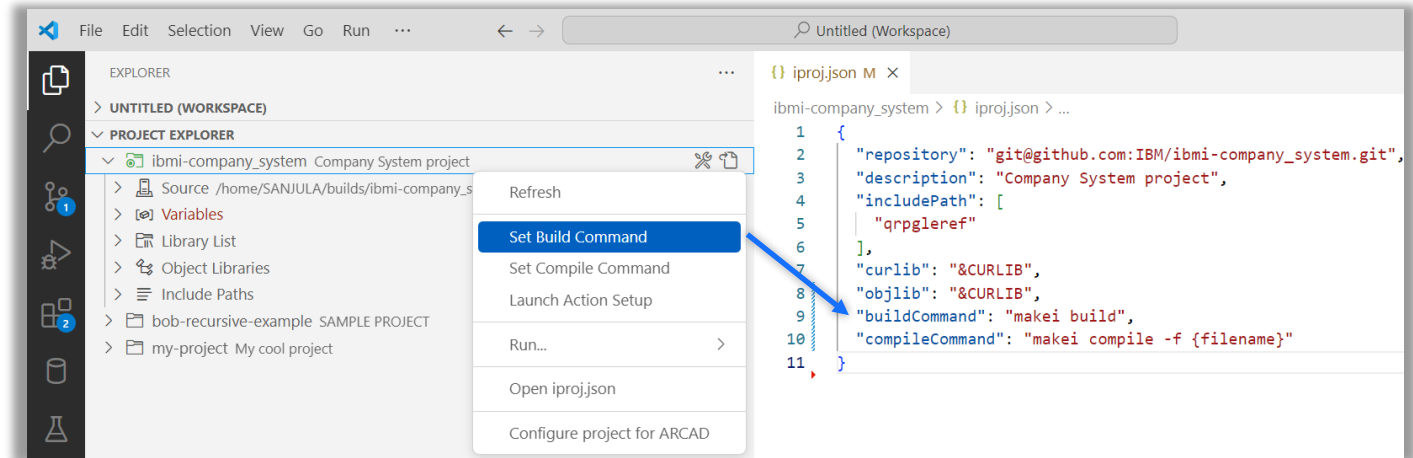 File Edit Selection View Go Run ···
Untitled (Workspace)
EXPLORER
···
UNTITLED (WORKSPACE)
PROJECT EXPLORER
ibmi-company_system Company System project
Source /home/SANJULA/builds/ibmi-company_s
Variables
Library List
Object Libraries
Include Paths
bob-recursive-example SAMPLE PROJECT
my-project My cool project
1
2
Refresh
Set Build Command
Set Compile Command
Launch Action Setup
Run...
Open iproj.json
Configure project for ARCAD
{} iproj.json M ×
ibmi-company_system > {} iproj.json > ...
1 {
2 "repository": "git@github.com:IBM/ibmi-company_system.git",
3 "description": "Company System project",
4 "includePath": [
5 "qrpgleref"
6 ],
7 "curlib": "&CURLIB",
8 "objlib": "&CURLIB",
9 "buildCommand": "makei build",
10 "compileCommand": "makei compile -f {filename}"
11 }